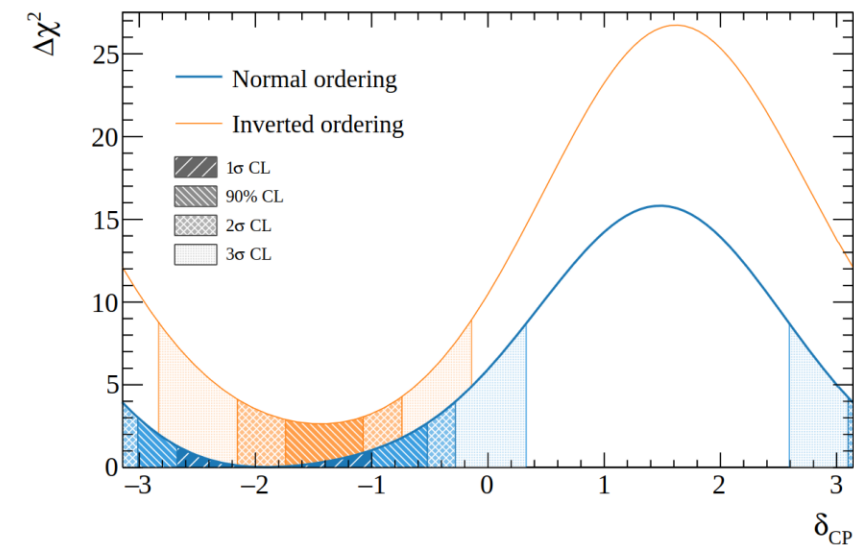 Δχ²
25
20
15
10
5
0
Normal ordering
Inverted ordering
1σ CL
90% CL
2σ CL
3σ CL
−3 −2 −1 0 1 2 3
δCP